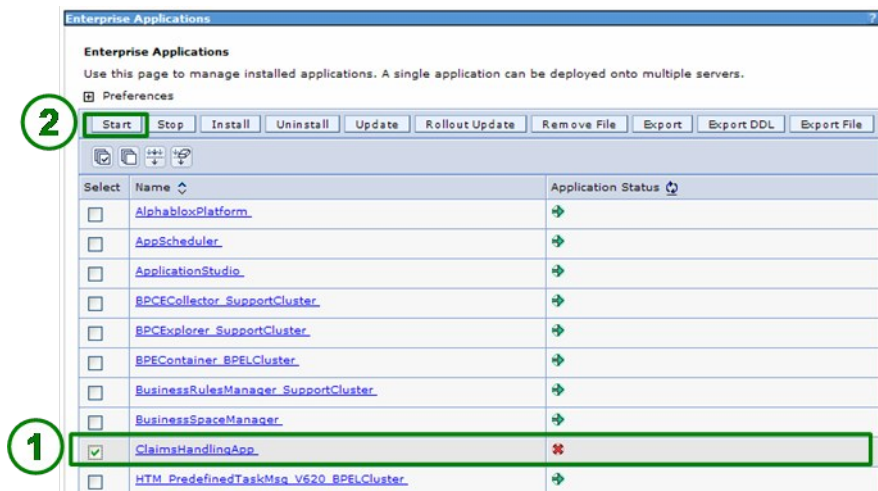 Enterprise Applications ?
Enterprise Applications
Use this page to manage installed applications. A single application can be deployed onto multiple servers.
Preferences
2 Start Stop Install Uninstall Update Rollout Update Remove File Export Export DDL Export File
Select Name Application Status
AlphabloxPlatform
AppScheduler
ApplicationStudio
BPCECollector_SupportCluster
BPCExplorer_SupportCluster
BPEContainer_BPELCluster
BusinessRulesManager_SupportCluster
BusinessSpaceManager
1 ClaimsHandlingApp
HTM_PredefinedTaskMsg_V620_BPELCluster